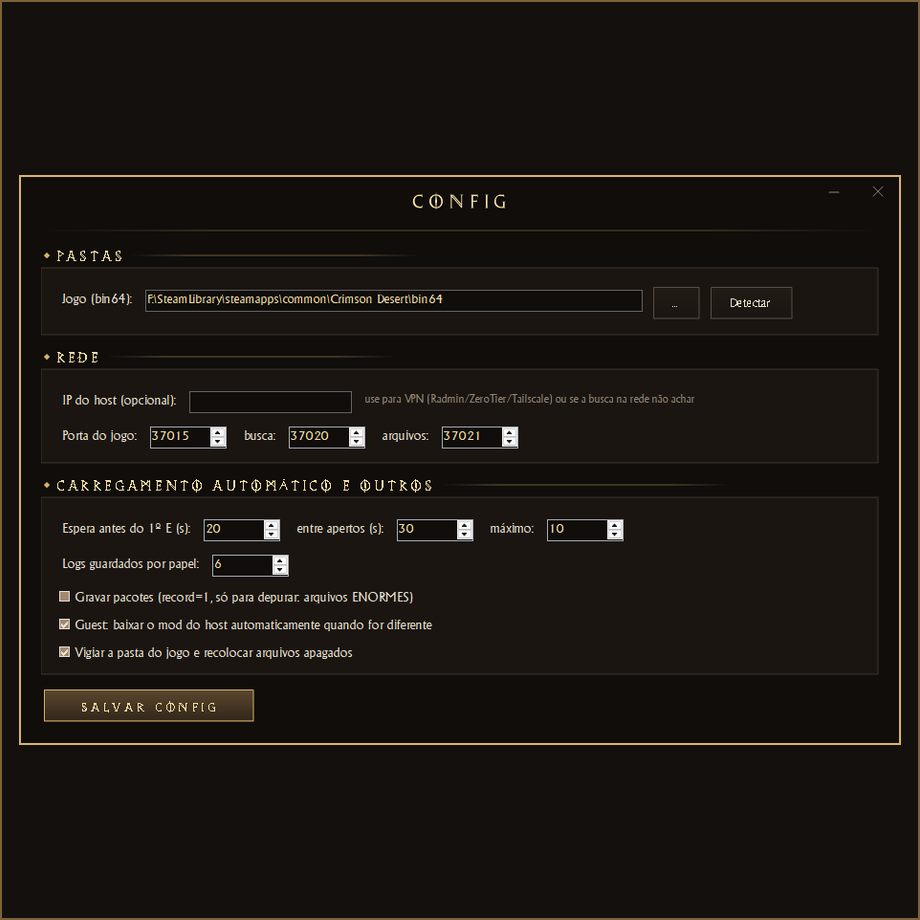 CONFIG
PASTAS
Jogo (bin64): F:\SteamLibrary\steamapps\common\Crimson Desert\bin64 ... Detectar
REDE
IP do host (opcional): use para VPN (Radmin/ZeroTier/Tailscale) ou se a busca na rede não achar
Porta do jogo: 37015 busca: 37020 arquivos: 37021
CARREGAMENTO AUTOMÁTICO E OUTROS
Espera antes do 1º E (s): 20 entre apertos (s): 30 máximo: 10
Logs guardados por papel: 6
Gravar pacotes (record=1, só para depurar: arquivos ENORMES)
Guest: baixar o mod do host automaticamente quando for diferente
Vigiar a pasta do jogo e recolocar arquivos apagados
SALVAR CONFIG